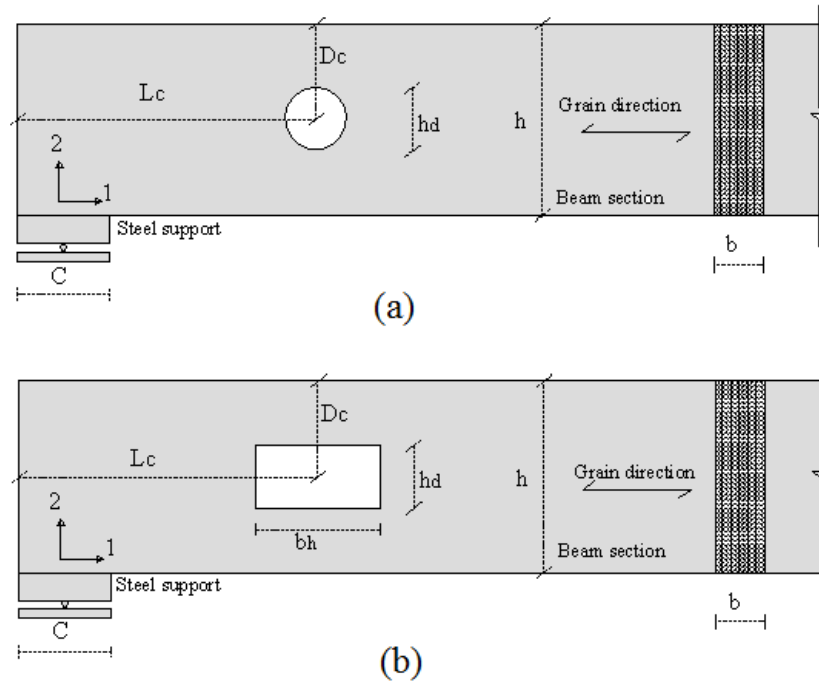 Dc
Lc
hd
h
Grain direction
2
1
Beam section
Steel support
b
C
(a)
Dc
Lc
hd
h
Grain direction
2
bh
1
Beam section
Steel support
b
C
(b)